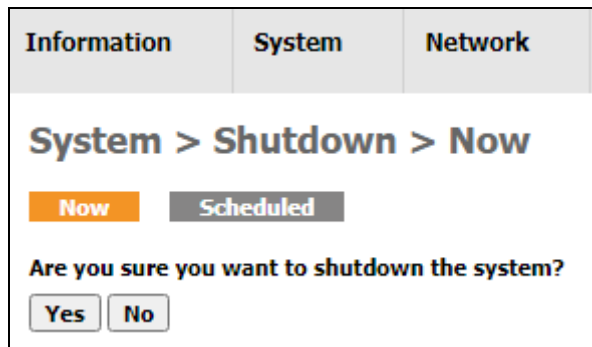 Information System Network
System > Shutdown > Now
Now Scheduled
Are you sure you want to shutdown the system?
Yes No